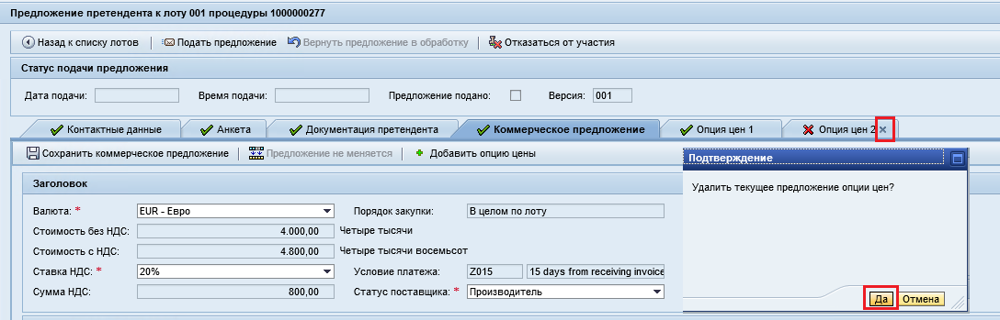 Предложение претендента к лоту 001 процедуры 1000000277
Назад к списку лотов Подать предложение Вернуть предложение в обработку Отказаться от участия
Статус подачи предложения
Дата подачи: Время подачи: Предложение подано: Версия: 001
Контактные данные Анкета Документация претендента Коммерческое предложение Опция цен 1 Опция цен 2
Сохранить коммерческое предложение Предложение не меняется Добавить опцию цены
Заголовок
Валюта: * EUR - Евро Порядок закупки: В целом по лоту
Стоимость без НДС: 4.000,00 Четыре тысячи
Стоимость с НДС: 4.800,00 Четыре тысячи восемьсот
Ставка НДС: * 20% Условие платежа: Z015 15 days from receiving invoice
Сумма НДС: 800,00 Статус поставщика: * Производитель
Подтверждение
Удалить текущее предложение опции цен?
Да Отмена